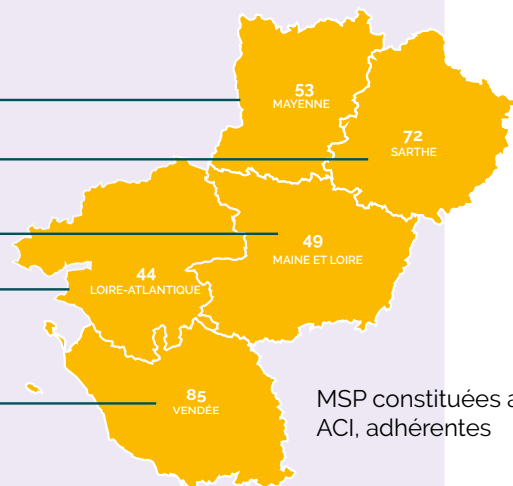 53
MAYENNE
72
SARTHE
49
MAINE ET LOIRE
44
LOIRE-ATLANTIQUE
85
VENDÉE
MSP constituées a
ACI, adhérentes